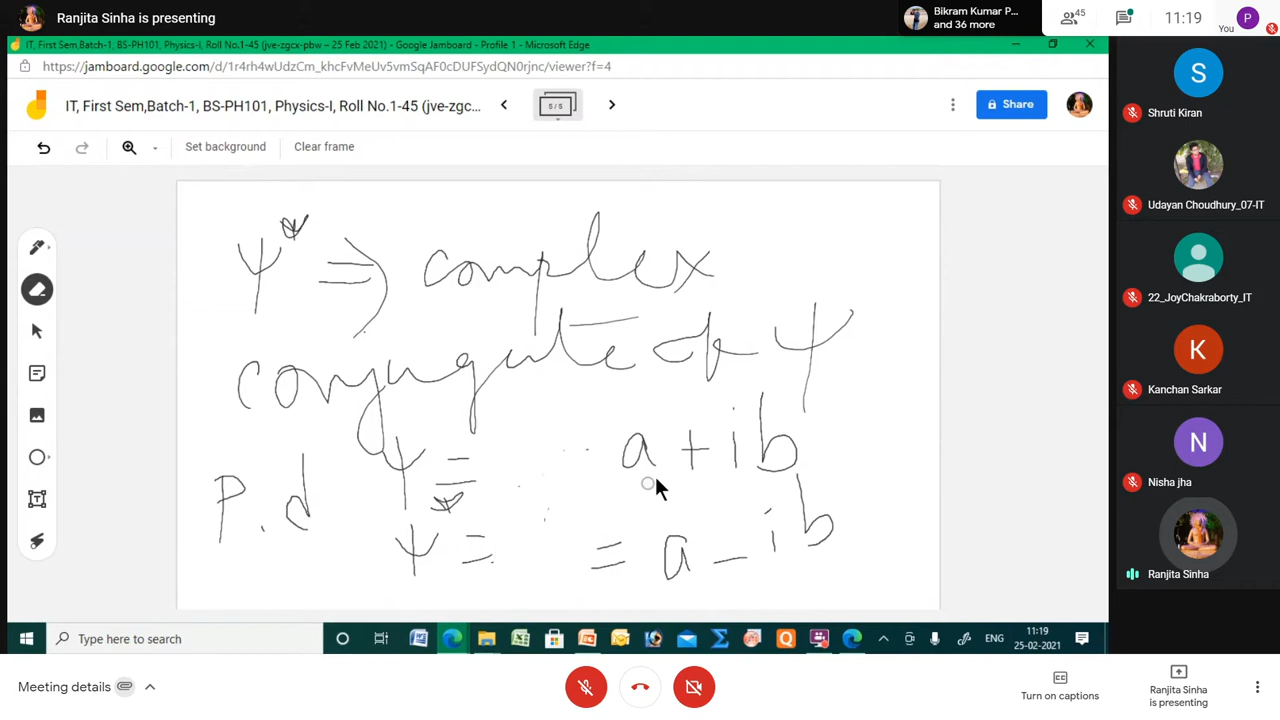 Ranjita Sinha is presenting
Bikram Kumar P...
and 36 more
45
11:19
P
You
IT, First Sem,Batch-1, BS-PH101, Physics-I, Roll No.1-45 (jve-zgcx-pbw – 25 Feb 2021) - Google Jamboard - Profile 1 - Microsoft Edge
https://jamboard.google.com/d/1r4rh4wUdzCm_khcFvMeUv5vmSqAF0cDUFSydQN0rjnc/viewer?f=4
IT, First Sem,Batch-1, BS-PH101, Physics-I, Roll No.1-45 (jve-zgc...
5 / 5
Share
Set background
Clear frame
ψ* ⇒ complex
conjugate of ψ
ψ = a + ib
P.d
ψ* = = a - ib
S
Shruti Kiran
Udayan Choudhury_07-IT
22_JoyChakraborty_IT
K
Kanchan Sarkar
N
Nisha jha
Ranjita Sinha
Type here to search
ENG
11:19
25-02-2021
Meeting details
Turn on captions
Ranjita Sinha
is presenting